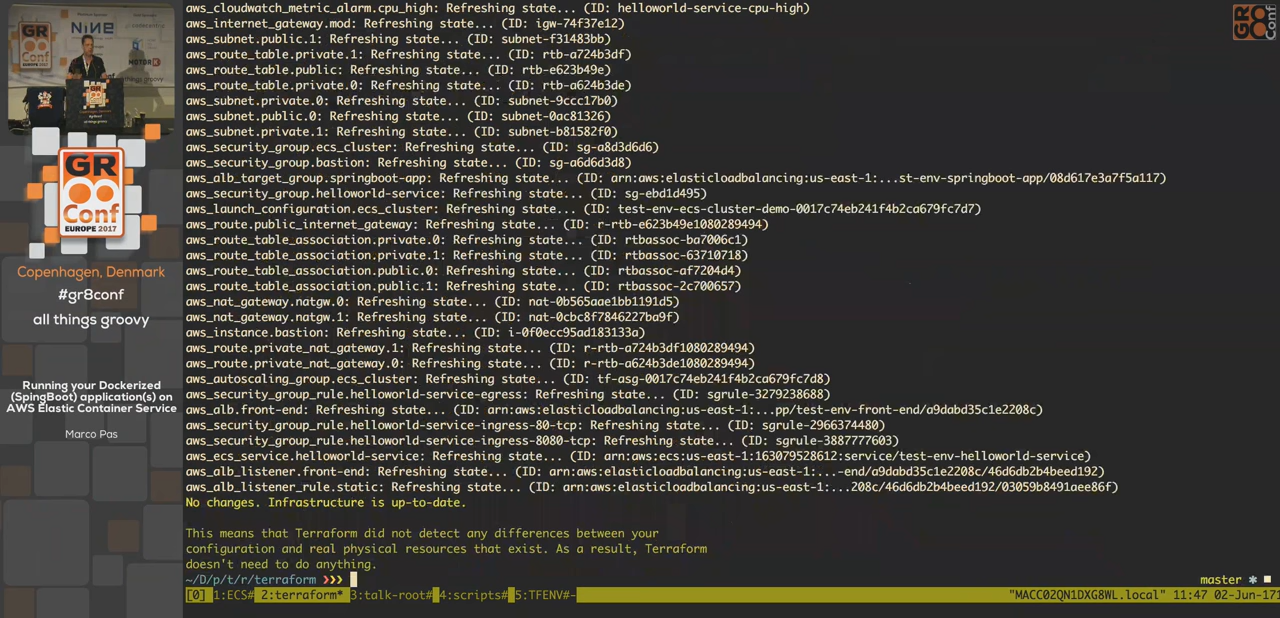 aws_cloudwatch_metric_alarm.cpu_high: Refreshing state... (ID: helloworld-service-cpu-high)
aws_internet_gateway.mod: Refreshing state... (ID: igw-74f37e12)
aws_subnet.public.1: Refreshing state... (ID: subnet-f31483bb)
aws_route_table.private.1: Refreshing state... (ID: rtb-a724b3df)
aws_route_table.public: Refreshing state... (ID: rtb-e623b49e)
aws_route_table.private.0: Refreshing state... (ID: rtb-a624b3de)
aws_subnet.private.0: Refreshing state... (ID: subnet-9ccc17b0)
aws_subnet.public.0: Refreshing state... (ID: subnet-0ac81326)
aws_subnet.private.1: Refreshing state... (ID: subnet-b81582f0)
aws_security_group.ecs_cluster: Refreshing state... (ID: sg-a8d3d6d6)
aws_security_group.bastion: Refreshing state... (ID: sg-a6d6d3d8)
aws_alb_target_group.springboot-app: Refreshing state... (ID: arn:aws:elasticloadbalancing:us-east-1:...st-env-springboot-app/08d617e3a7f5a117)
aws_security_group.helloworld-service: Refreshing state... (ID: sg-ebd1d495)
aws_launch_configuration.ecs_cluster: Refreshing state... (ID: test-env-ecs-cluster-demo-0017c74eb241f4b2ca679fc7d7)
aws_route.public_internet_gateway: Refreshing state... (ID: r-rtb-e623b49e1080289494)
aws_route_table_association.private.0: Refreshing state... (ID: rtbassoc-ba7006c1)
aws_route_table_association.private.1: Refreshing state... (ID: rtbassoc-63710718)
aws_route_table_association.public.0: Refreshing state... (ID: rtbassoc-af7204d4)
aws_route_table_association.public.1: Refreshing state... (ID: rtbassoc-2c700657)
aws_nat_gateway.natgw.0: Refreshing state... (ID: nat-0b565aae1bb1191d5)
aws_nat_gateway.natgw.1: Refreshing state... (ID: nat-0cbc8f7846227ba9f)
aws_instance.bastion: Refreshing state... (ID: i-0f0ecc95ad183133a)
aws_route.private_nat_gateway.1: Refreshing state... (ID: r-rtb-a724b3df1080289494)
aws_route.private_nat_gateway.0: Refreshing state... (ID: r-rtb-a624b3de1080289494)
aws_autoscaling_group.ecs_cluster: Refreshing state... (ID: tf-asg-0017c74eb241f4b2ca679fc7d8)
aws_security_group_rule.helloworld-service-egress: Refreshing state... (ID: sgrule-3279238688)
aws_alb.front-end: Refreshing state... (ID: arn:aws:elasticloadbalancing:us-east-1:...pp/test-env-front-end/a9dabd35c1e2208c)
aws_security_group_rule.helloworld-service-ingress-80-tcp: Refreshing state... (ID: sgrule-2966374480)
aws_security_group_rule.helloworld-service-ingress-8080-tcp: Refreshing state... (ID: sgrule-3887777603)
aws_ecs_service.helloworld-service: Refreshing state... (ID: arn:aws:ecs:us-east-1:163079528612:service/test-env-helloworld-service)
aws_alb_listener.front-end: Refreshing state... (ID: arn:aws:elasticloadbalancing:us-east-1:...-end/a9dabd35c1e2208c/46d6db2b4beed192)
aws_alb_listener_rule.static: Refreshing state... (ID: arn:aws:elasticloadbalancing:us-east-1:...208c/46d6db2b4beed192/03059b8491aee86f)
No changes. Infrastructure is up-to-date.
This means that Terraform did not detect any differences between your
configuration and real physical resources that exist. As a result, Terraform
doesn't need to do anything.
~/D/p/t/r/terraform ❯❯❯
master ✱ ■
[0] 1:ECS# 2:terraform* 3:talk-root# 4:scripts# 5:TFENV#-
"MACC02QN1DXG8WL.local" 11:47 02-Jun-17
GR8 Conf
NINE
MOTORK
GR8
Conf
EUROPE 2017
Copenhagen, Denmark
#gr8conf
all things groovy
Running your Dockerized
(SpingBoot) application(s) on
AWS Elastic Container Service
Marco Pas
GR8
Conf